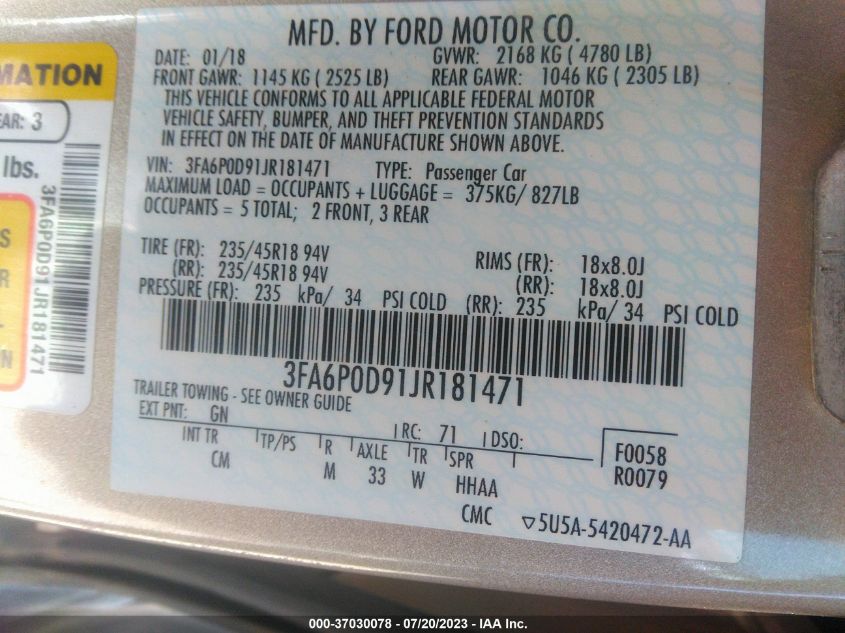 MFD. BY FORD MOTOR CO.
DATE: 01/18 GVWR: 2168 KG ( 4780 LB)
FRONT GAWR: 1145 KG ( 2525 LB) REAR GAWR: 1046 KG ( 2305 LB)
THIS VEHICLE CONFORMS TO ALL APPLICABLE FEDERAL MOTOR
VEHICLE SAFETY, BUMPER, AND THEFT PREVENTION STANDARDS
IN EFFECT ON THE DATE OF MANUFACTURE SHOWN ABOVE.
VIN: 3FA6P0D91JR181471 TYPE: Passenger Car
MAXIMUM LOAD = OCCUPANTS + LUGGAGE = 375KG/ 827LB
OCCUPANTS = 5 TOTAL; 2 FRONT, 3 REAR
TIRE (FR): 235/45R18 94V RIMS (FR): 18x8.0J
(RR): 235/45R18 94V (RR): 18x8.0J
PRESSURE (FR): 235 kPa/ 34 PSI COLD (RR): 235 kPa/ 34 PSI COLD
3FA6P0D91JR181471
TRAILER TOWING - SEE OWNER GUIDE
EXT PNT: GN RC: 71 DSO:
INT TR TP/PS R AXLE TR SPR F0058
CM M 33 W HHAA R0079
CMC ▽5U5A-5420472-AA
MATION
EAR: 3
lbs.
3FA6P0D91JR181471
S
R
N
000-37030078 - 07/20/2023 - IAA Inc.